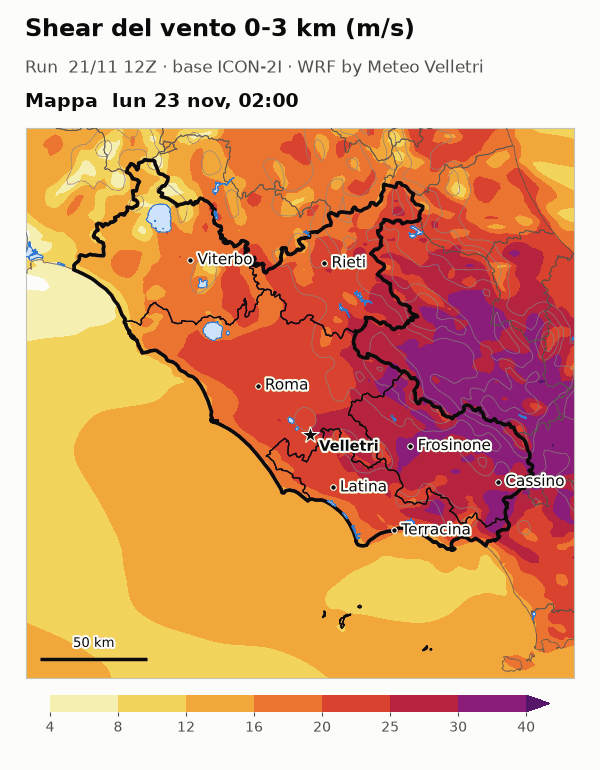 Shear del vento 0-3 km (m/s)
Run  21/11 12Z · base ICON-2I · WRF by Meteo Velletri
Mappa  lun 23 nov, 02:00
Viterbo
Rieti
Roma
Velletri
Frosinone
Latina
Cassino
Terracina
50 km
4 8 12 16 20 25 30 40